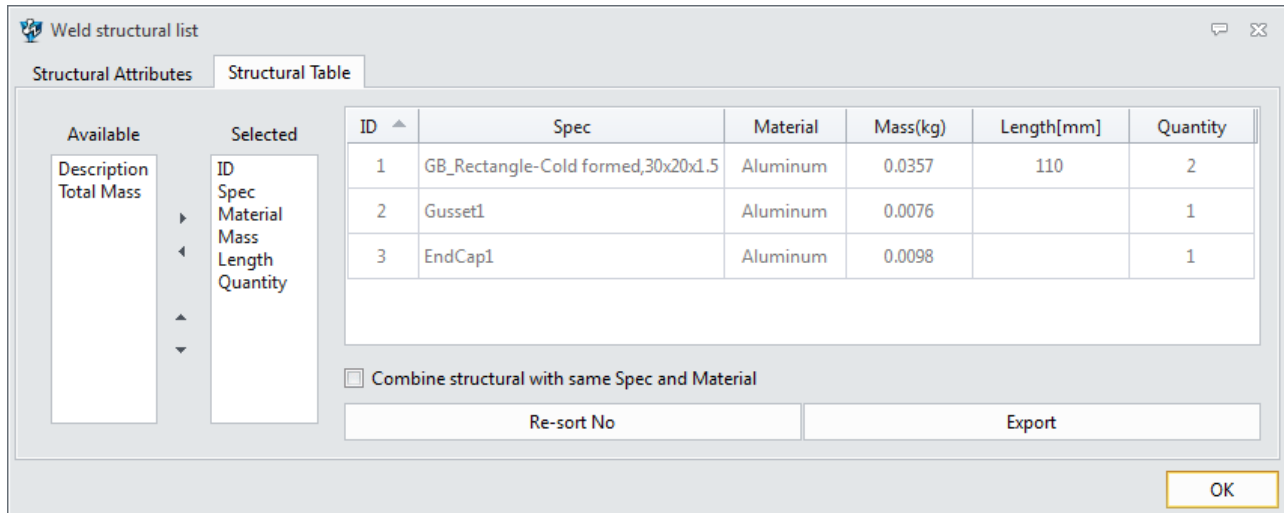 Weld structural list
Structural Attributes
Structural Table
Available
Selected
Description
Total Mass
ID
Spec
Material
Mass
Length
Quantity
ID Spec Material Mass(kg) Length[mm] Quantity
1 GB_Rectangle-Cold formed,30x20x1.5 Aluminum 0.0357 110 2
2 Gusset1 Aluminum 0.0076 1
3 EndCap1 Aluminum 0.0098 1
Combine structural with same Spec and Material
Re-sort No
Export
OK